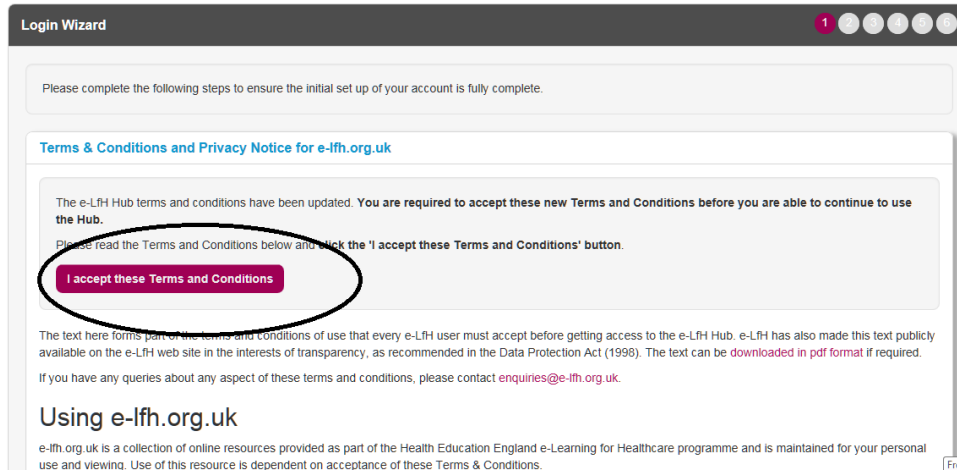 Login Wizard
1 2 3 4 5 6
Please complete the following steps to ensure the initial set up of your account is fully complete.
Terms & Conditions and Privacy Notice for e-lfh.org.uk
The e-LfH Hub terms and conditions have been updated. You are required to accept these new Terms and Conditions before you are able to continue to use
the Hub.
Please read the Terms and Conditions below and click the 'I accept these Terms and Conditions' button.
I accept these Terms and Conditions
The text here forms part of the terms and conditions of use that every e-LfH user must accept before getting access to the e-LfH Hub. e-LfH has also made this text publicly
available on the e-LfH web site in the interests of transparency, as recommended in the Data Protection Act (1998). The text can be downloaded in pdf format if required.
If you have any queries about any aspect of these terms and conditions, please contact enquiries@e-lfh.org.uk.
Using e-lfh.org.uk
e-lfh.org.uk is a collection of online resources provided as part of the Health Education England e-Learning for Healthcare programme and is maintained for your personal
use and viewing. Use of this resource is dependent on acceptance of these Terms & Conditions.